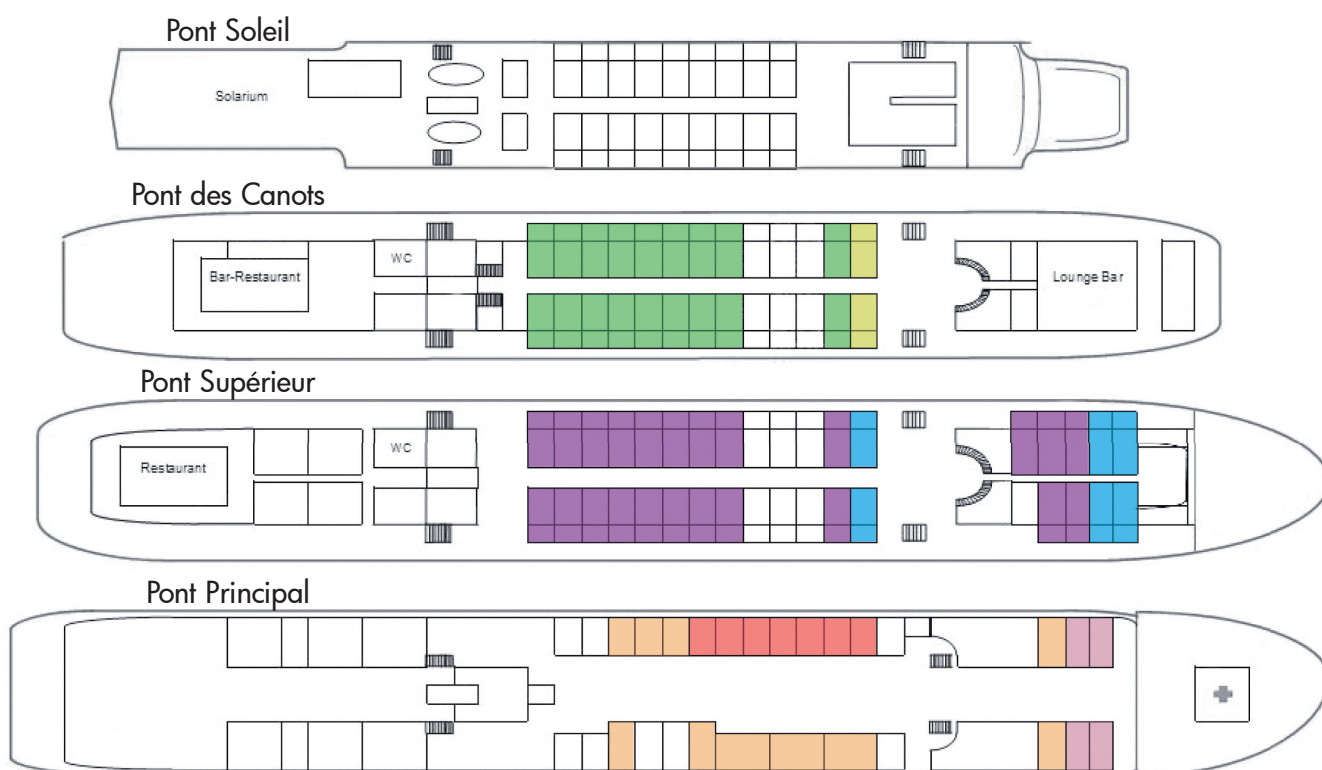 Pont Soleil
Solarium
Pont des Canots
WC
Bar-Restaurant
Lounge Bar
Pont Supérieur
WC
Restaurant
Pont Principal